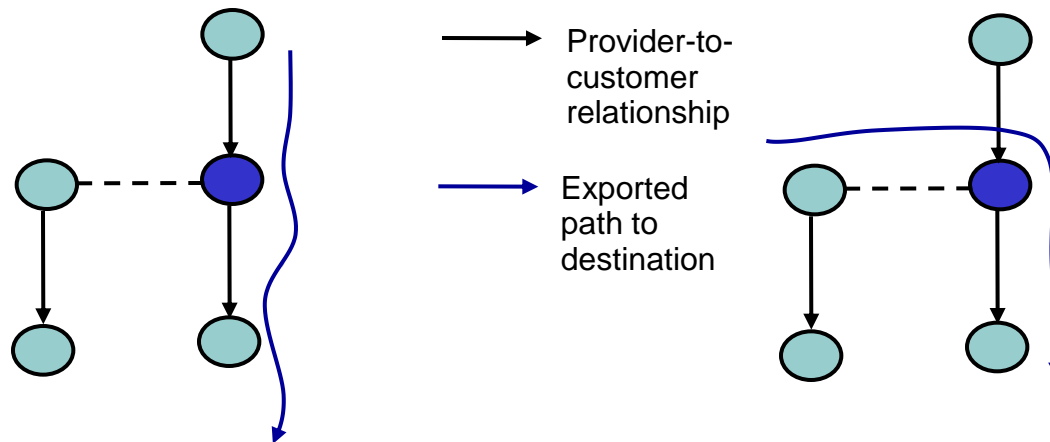 Provider-to-
customer
relationship
Exported
path to
destination